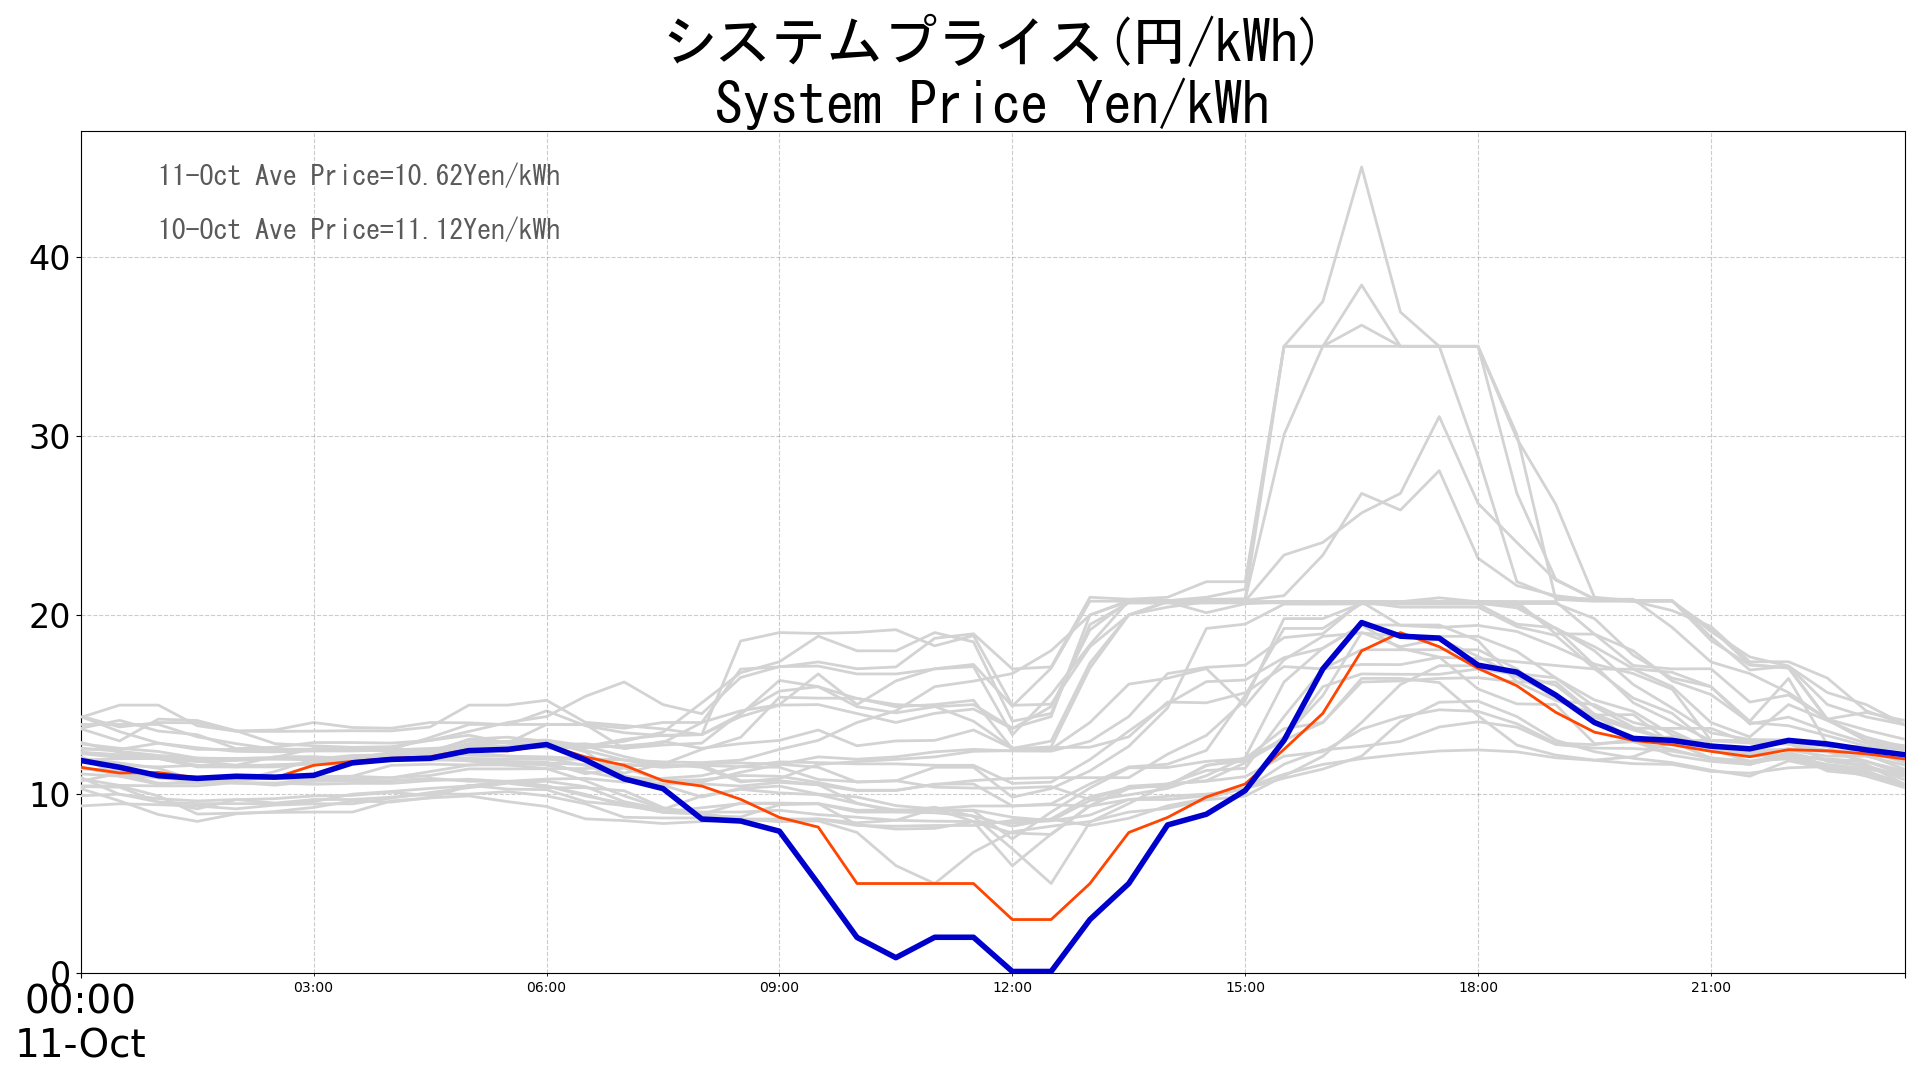 システムプライス(円/kWh)
System Price Yen/kWh
11-Oct Ave Price=10.62Yen/kWh
10-Oct Ave Price=11.12Yen/kWh
40
30
20
10
0
00:00 03:00 06:00 09:00 12:00 15:00 18:00 21:00
11-Oct